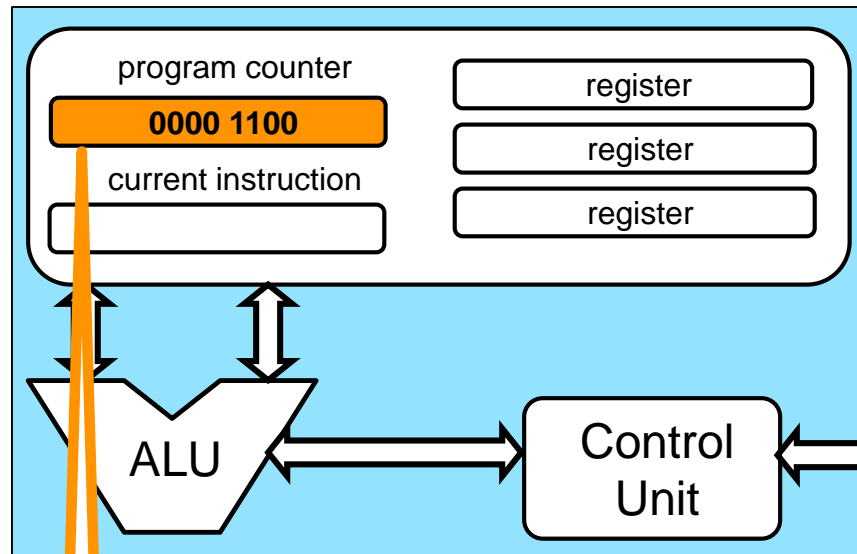 program counter
0000 1100
current instruction
register
register
register
ALU
Control
Unit